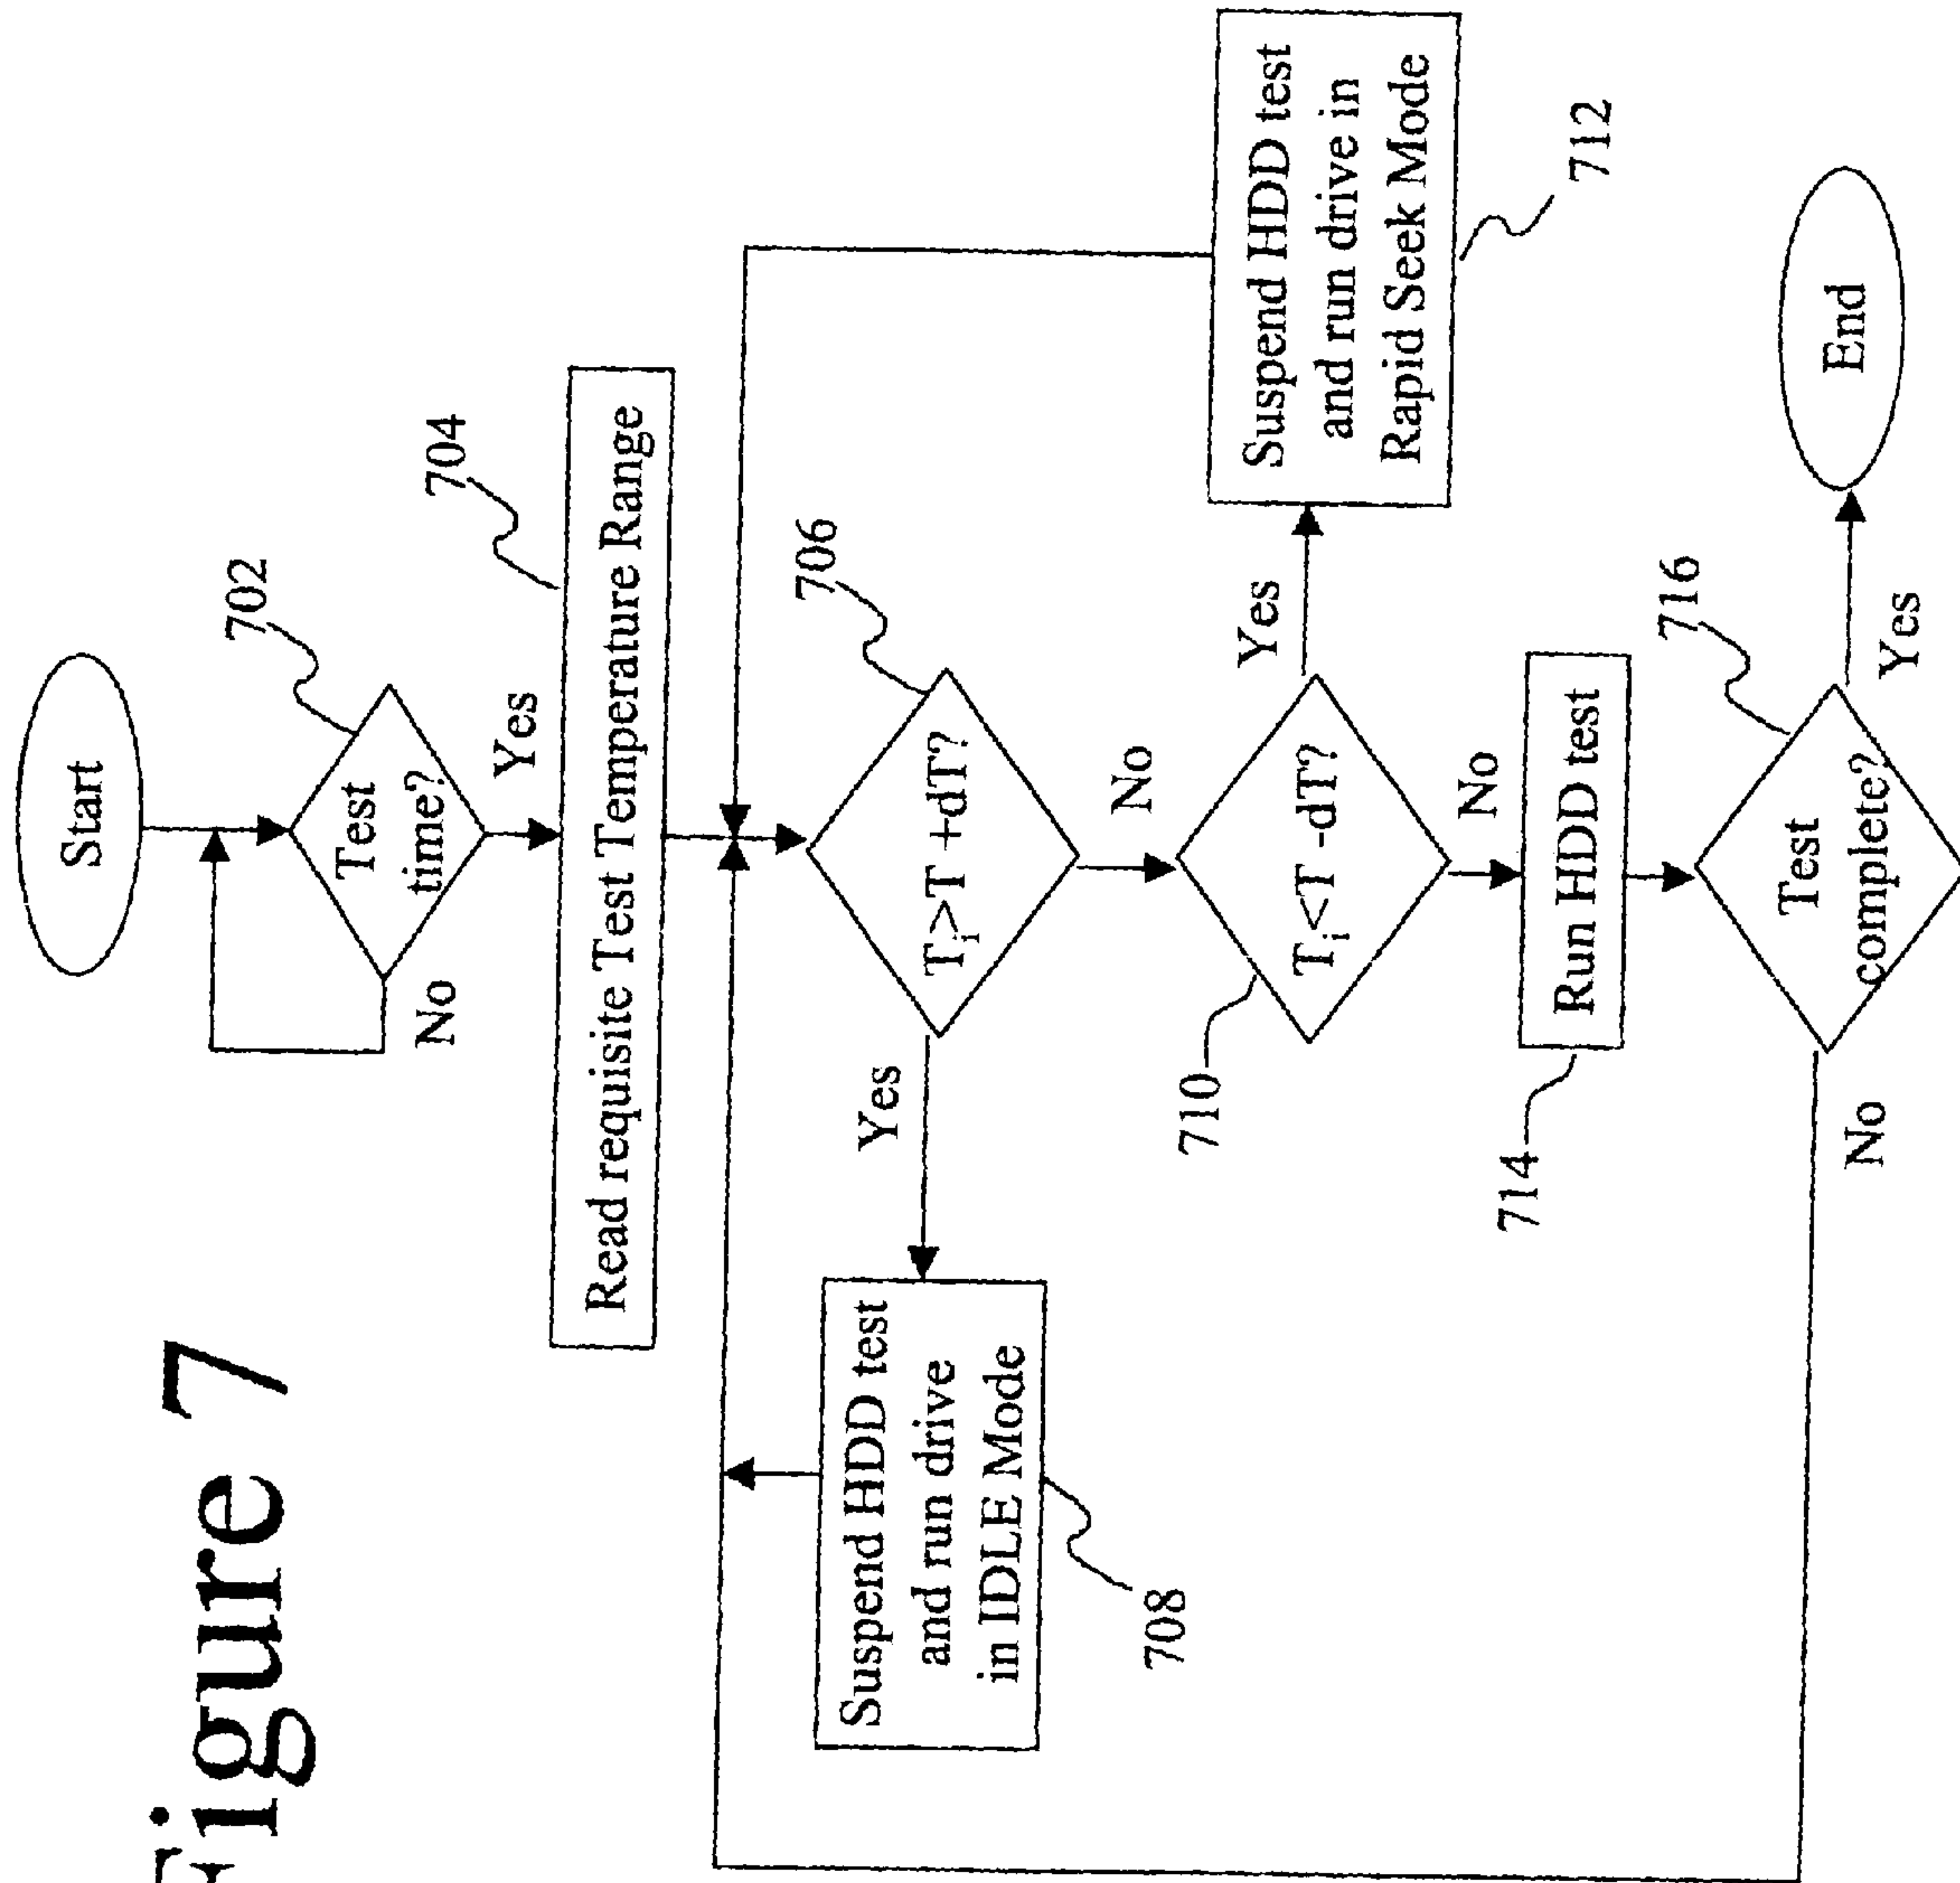 Figure 7
Start
702
Test
time?
No
Yes
704
Read requisite Test Temperature Range
706
Tᵢ>T +dT?
Yes
No
Suspend HDD test
and run drive
in IDLE Mode
708
710
Tᵢ<T -dT?
Yes
No
Suspend HDD test
and run drive in
Rapid Seek Mode
712
714
Run HDD test
716
Test
complete?
No
Yes
End